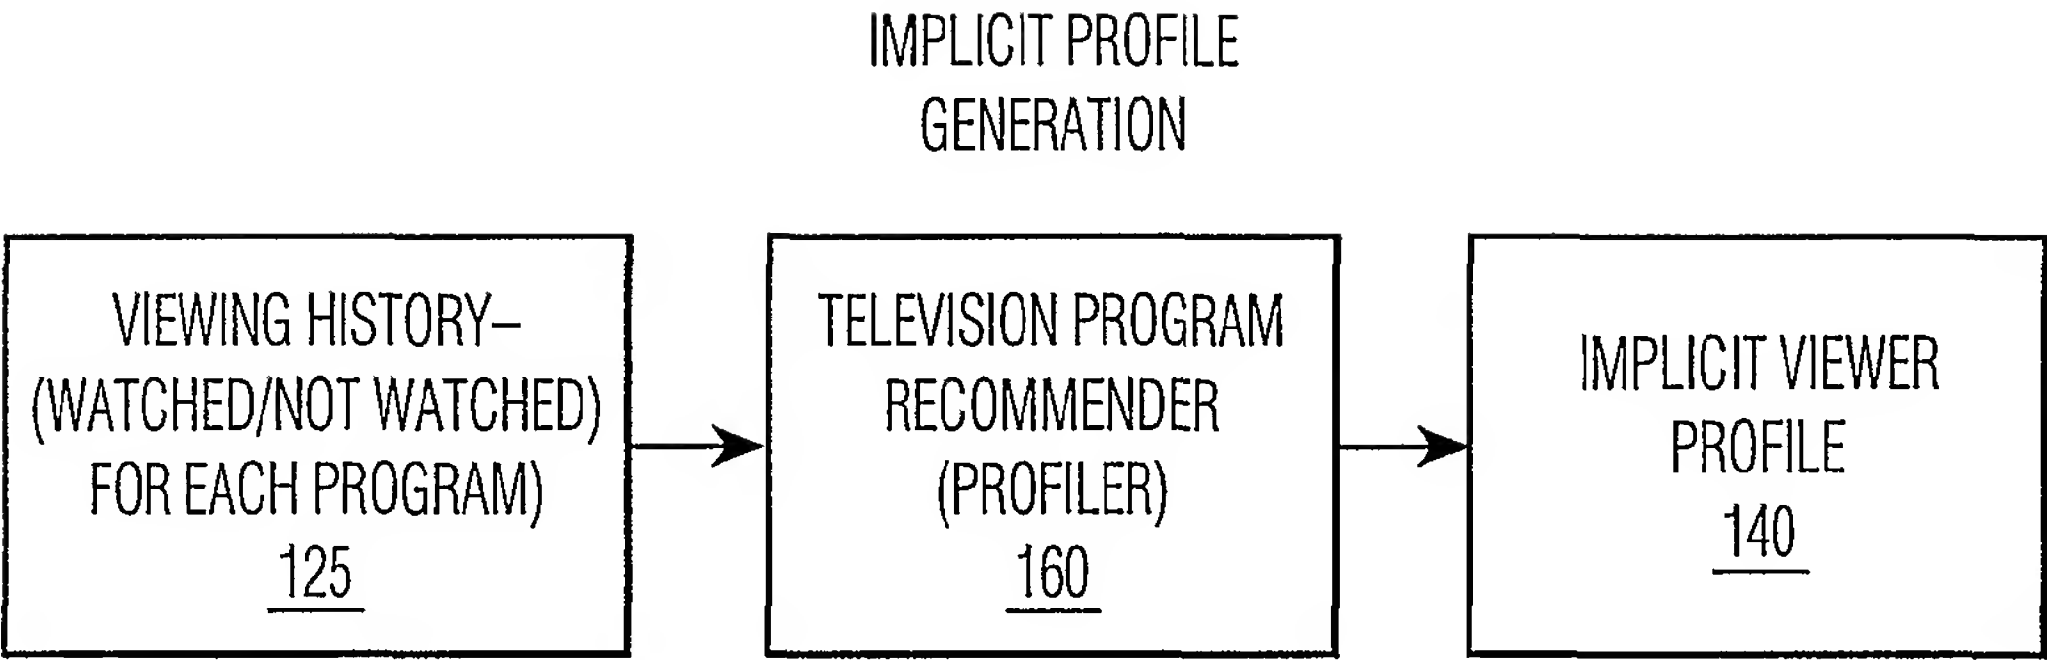 IMPLICIT PROFILE
GENERATION
VIEWING HISTORY–
(WATCHED/NOT WATCHED)
FOR EACH PROGRAM)
125
TELEVISION PROGRAM
RECOMMENDER
(PROFILER)
160
IMPLICIT VIEWER
PROFILE
140